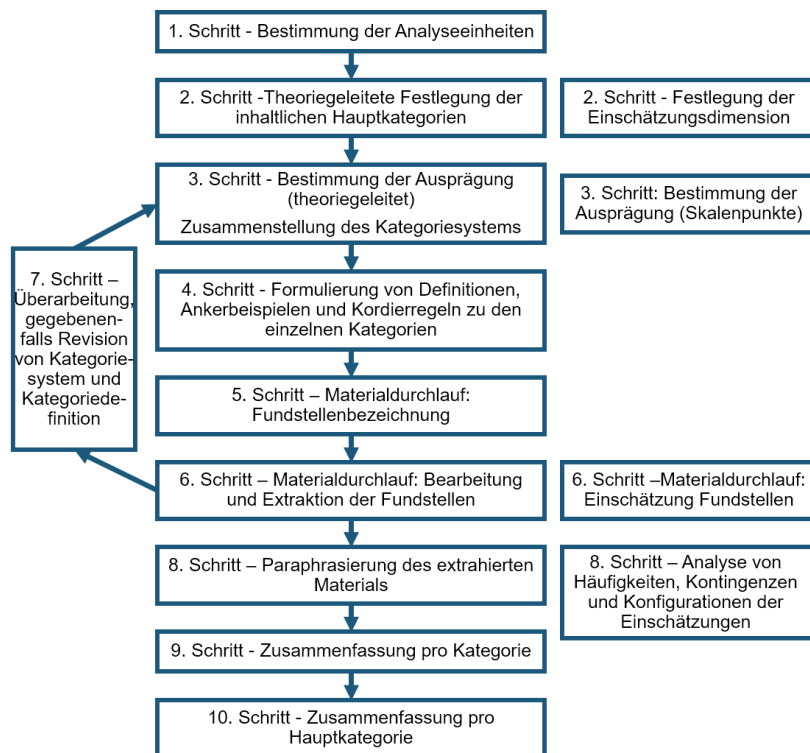 1. Schritt - Bestimmung der Analyseeinheiten
2. Schritt -Theoriegeleitete Festlegung der
inhaltlichen Hauptkategorien
2. Schritt - Festlegung der
Einschätzungsdimension
3. Schritt - Bestimmung der Ausprägung
(theoriegeleitet)
Zusammenstellung des Kategoriesystems
3. Schritt: Bestimmung der
Ausprägung (Skalenpunkte)
7. Schritt –
Überarbeitung,
gegebenen-
falls Revision
von Kategorie-
system und
Kategoriede-
finition
4. Schritt - Formulierung von Definitionen,
Ankerbeispielen und Kordierregeln zu den
einzelnen Kategorien
5. Schritt – Materialdurchlauf:
Fundstellenbezeichnung
6. Schritt – Materialdurchlauf: Bearbeitung
und Extraktion der Fundstellen
6. Schritt –Materialdurchlauf:
Einschätzung Fundstellen
8. Schritt – Paraphrasierung des extrahierten
Materials
8. Schritt – Analyse von
Häufigkeiten, Kontingenzen
und Konfigurationen der
Einschätzungen
9. Schritt - Zusammenfassung pro Kategorie
10. Schritt - Zusammenfassung pro
Hauptkategorie